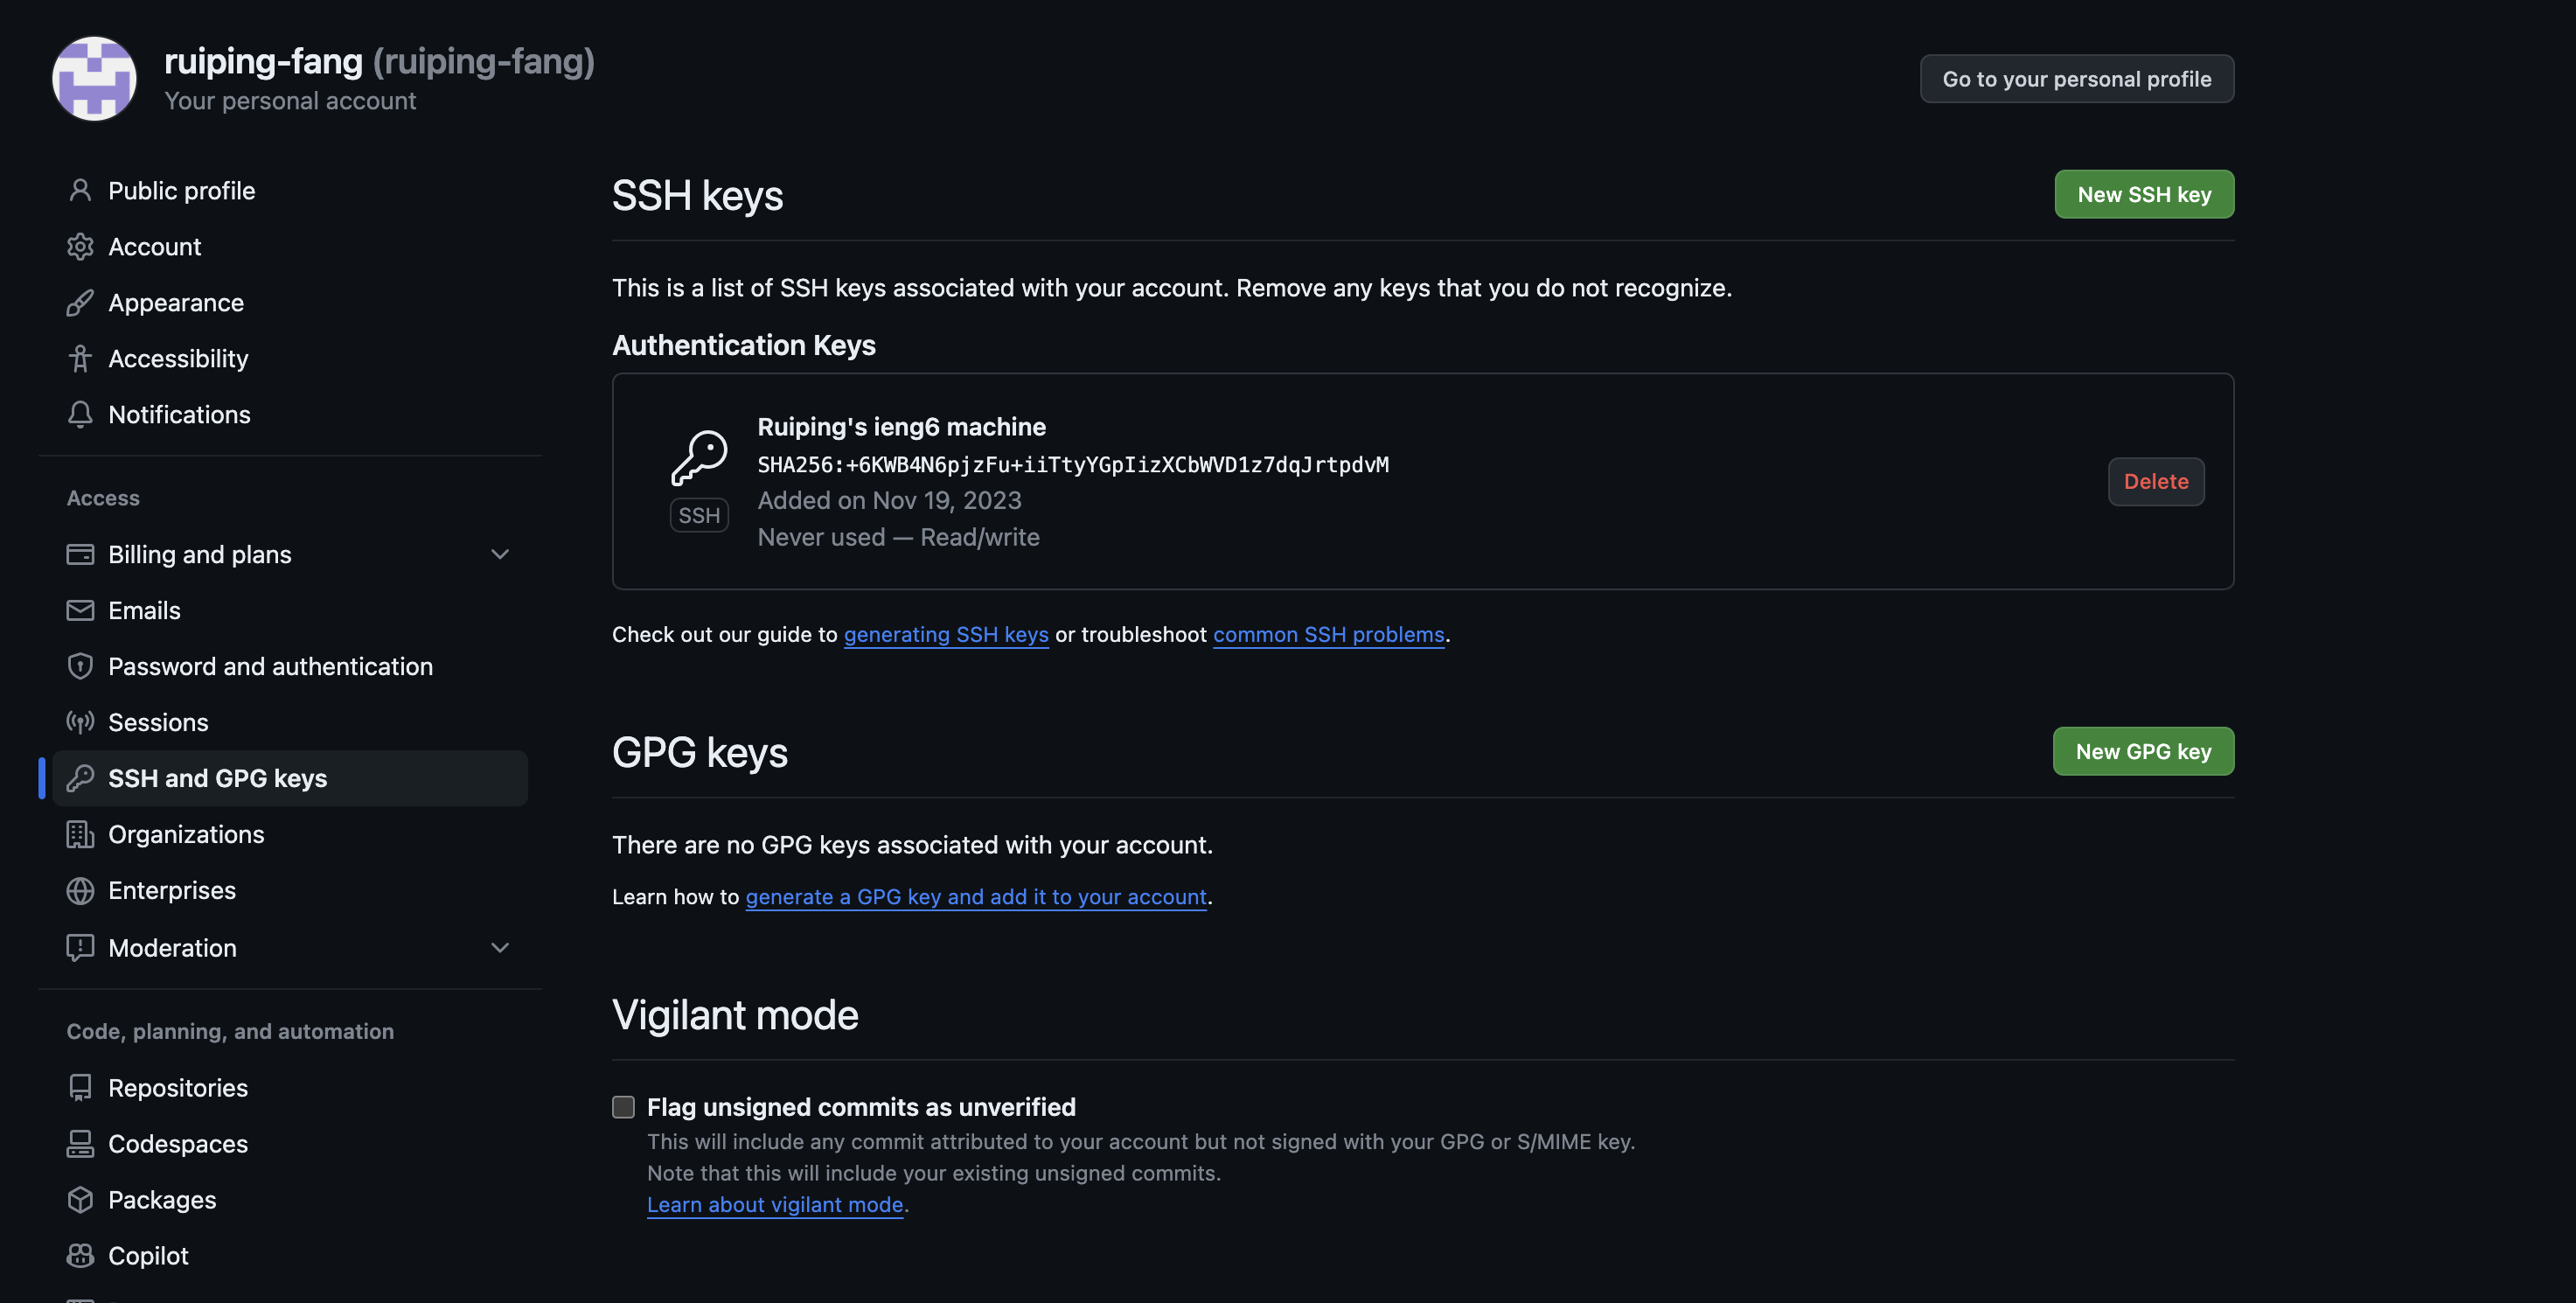 ruiping-fang (ruiping-fang)
Your personal account
Go to your personal profile
Public profile
Account
Appearance
Accessibility
Notifications
Access
Billing and plans
Emails
Password and authentication
Sessions
SSH and GPG keys
Organizations
Enterprises
Moderation
Code, planning, and automation
Repositories
Codespaces
Packages
Copilot
SSH keys
New SSH key
This is a list of SSH keys associated with your account. Remove any keys that you do not recognize.
Authentication Keys
Ruiping's ieng6 machine
SHA256:+6KWB4N6pjzFu+iiTtyYGpIizXCbWVD1z7dqJrtpdvM
Added on Nov 19, 2023
Never used — Read/write
SSH
Delete
Check out our guide to generating SSH keys or troubleshoot common SSH problems.
GPG keys
New GPG key
There are no GPG keys associated with your account.
Learn how to generate a GPG key and add it to your account.
Vigilant mode
Flag unsigned commits as unverified
This will include any commit attributed to your account but not signed with your GPG or S/MIME key.
Note that this will include your existing unsigned commits.
Learn about vigilant mode.